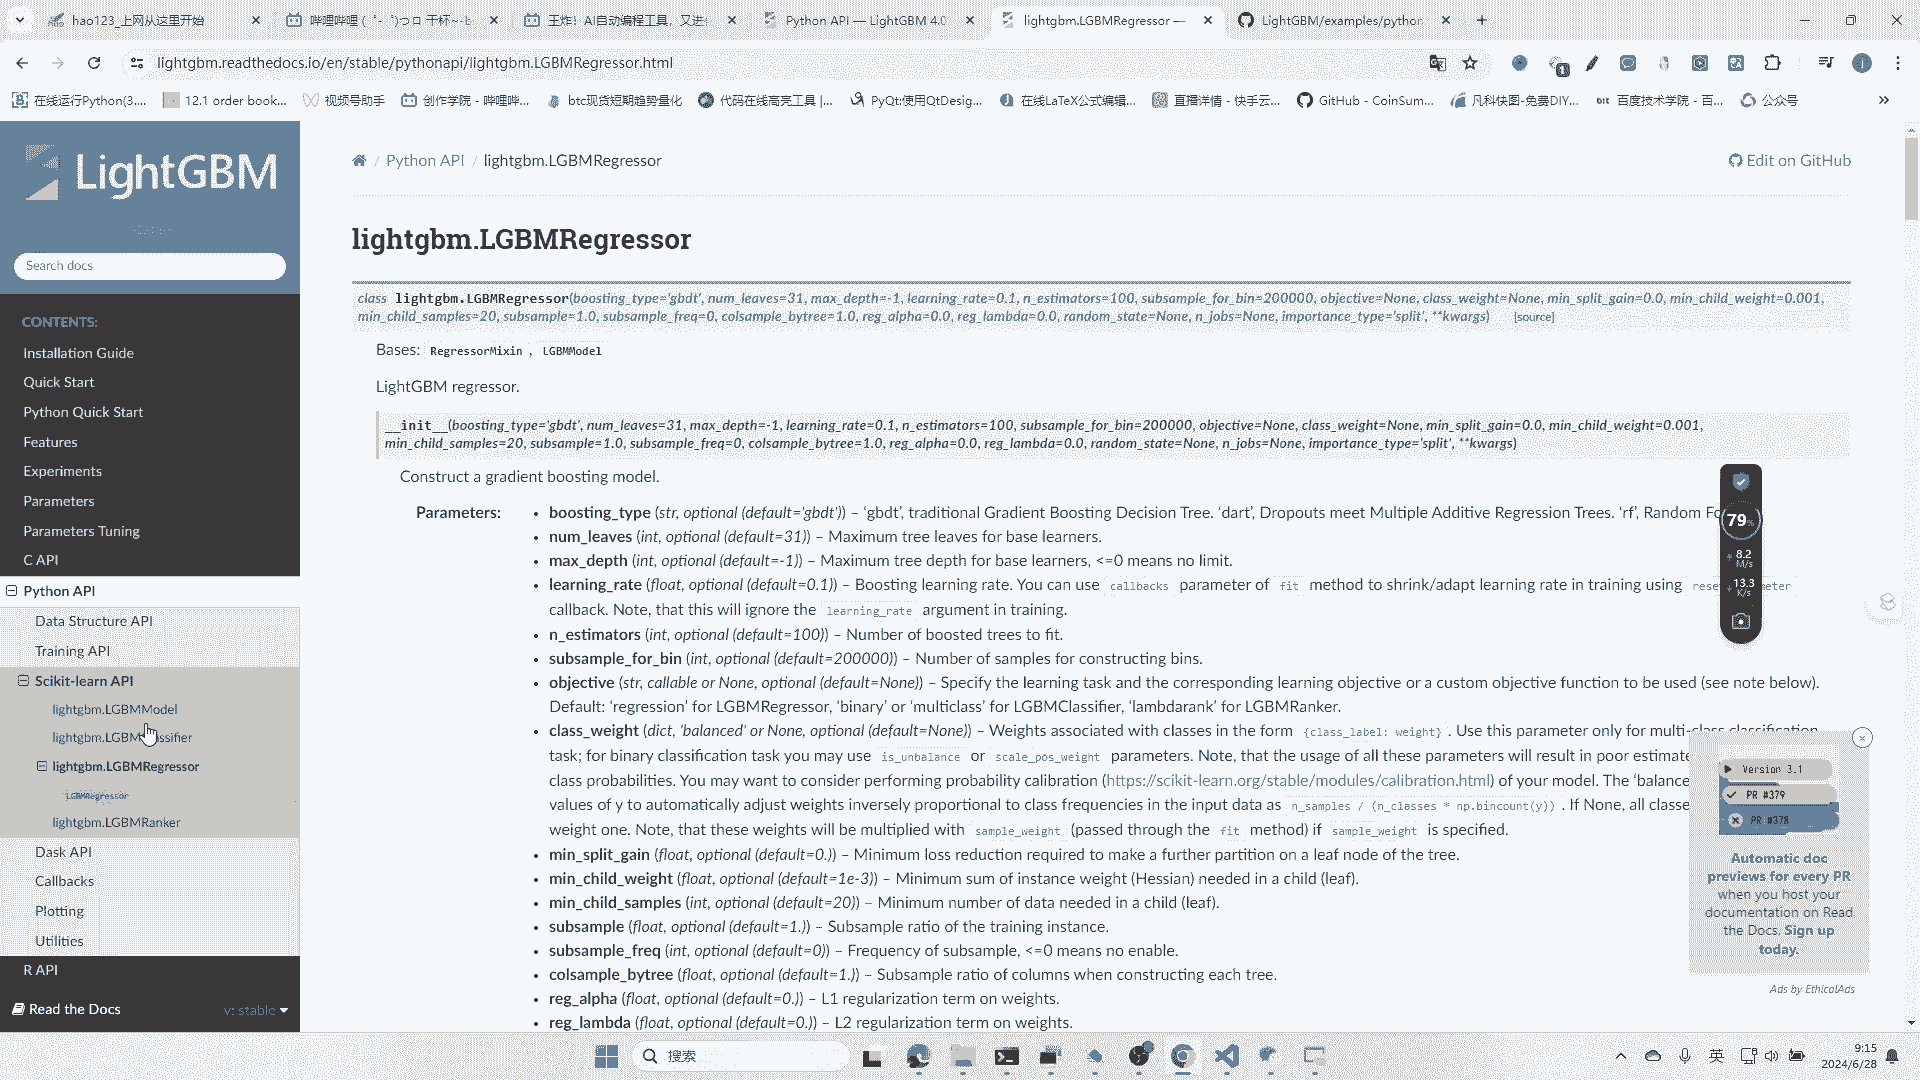 hao123_上网从这里开始
哔哩哔哩 (゜-゜)つロ 干杯~-bi
王炸！AI自动编程工具，又进化
Python API — LightGBM 4.0
lightgbm.LGBMRegressor —
LightGBM/examples/python
lightgbm.readthedocs.io/en/stable/pythonapi/lightgbm.LGBMRegressor.html
在线运行Python(3....
12.1 order book...
视频号助手
创作学院 - 哔哩哔...
btc现货短期趋势量化
代码在线高亮工具 |...
PyQt:使用QtDesig...
在线LaTeX公式编辑...
直播详情 - 快手云...
GitHub - CoinSum...
凡科快图-免费DIY...
百度技术学院 - 百...
公众号
LightGBM
Search docs
CONTENTS:
Installation Guide
Quick Start
Python Quick Start
Features
Experiments
Parameters
Parameters Tuning
C API
Python API
Data Structure API
Training API
Scikit-learn API
lightgbm.LGBMModel
lightgbm.LGBM ssifier
lightgbm.LGBMRegressor
LGBMRegressor
lightgbm.LGBMRanker
Dask API
Callbacks
Plotting
Utilities
R API
Read the Docs
v: stable
/ Python API / lightgbm.LGBMRegressor
Edit on GitHub
lightgbm.LGBMRegressor
class lightgbm.LGBMRegressor(boosting_type='gbdt', num_leaves=31, max_depth=-1, learning_rate=0.1, n_estimators=100, subsample_for_bin=200000, objective=None, class_weight=None, min_split_gain=0.0, min_child_weight=0.001,
min_child_samples=20, subsample=1.0, subsample_freq=0, colsample_bytree=1.0, reg_alpha=0.0, reg_lambda=0.0, random_state=None, n_jobs=None, importance_type='split', **kwargs) [source]
Bases: RegressorMixin , LGBMModel
LightGBM regressor.
__init__(boosting_type='gbdt', num_leaves=31, max_depth=-1, learning_rate=0.1, n_estimators=100, subsample_for_bin=200000, objective=None, class_weight=None, min_split_gain=0.0, min_child_weight=0.001,
min_child_samples=20, subsample=1.0, subsample_freq=0, colsample_bytree=1.0, reg_alpha=0.0, reg_lambda=0.0, random_state=None, n_jobs=None, importance_type='split', **kwargs)
Construct a gradient boosting model.
Parameters:
• boosting_type (str, optional (default='gbdt')) – ‘gbdt’, traditional Gradient Boosting Decision Tree. ‘dart’, Dropouts meet Multiple Additive Regression Trees. ‘rf’, Random Fo
• num_leaves (int, optional (default=31)) – Maximum tree leaves for base learners.
• max_depth (int, optional (default=-1)) – Maximum tree depth for base learners, <=0 means no limit.
• learning_rate (float, optional (default=0.1)) – Boosting learning rate. You can use callbacks parameter of fit method to shrink/adapt learning rate in training using rese meter
callback. Note, that this will ignore the learning_rate argument in training.
• n_estimators (int, optional (default=100)) – Number of boosted trees to fit.
• subsample_for_bin (int, optional (default=200000)) – Number of samples for constructing bins.
• objective (str, callable or None, optional (default=None)) – Specify the learning task and the corresponding learning objective or a custom objective function to be used (see note below).
Default: ‘regression’ for LGBMRegressor, ‘binary’ or ‘multiclass’ for LGBMClassifier, ‘lambdarank’ for LGBMRanker.
• class_weight (dict, 'balanced' or None, optional (default=None)) – Weights associated with classes in the form {class_label: weight} . Use this parameter only for multi-class classification
task; for binary classification task you may use is_unbalance or scale_pos_weight parameters. Note, that the usage of all these parameters will result in poor estimate
class probabilities. You may want to consider performing probability calibration (https://scikit-learn.org/stable/modules/calibration.html) of your model. The ‘balance
values of y to automatically adjust weights inversely proportional to class frequencies in the input data as n_samples / (n_classes * np.bincount(y)) . If None, all classe
weight one. Note, that these weights will be multiplied with sample_weight (passed through the fit method) if sample_weight is specified.
• min_split_gain (float, optional (default=0.)) – Minimum loss reduction required to make a further partition on a leaf node of the tree.
• min_child_weight (float, optional (default=1e-3)) – Minimum sum of instance weight (Hessian) needed in a child (leaf).
• min_child_samples (int, optional (default=20)) – Minimum number of data needed in a child (leaf).
• subsample (float, optional (default=1.)) – Subsample ratio of the training instance.
• subsample_freq (int, optional (default=0)) – Frequency of subsample, <=0 means no enable.
• colsample_bytree (float, optional (default=1.)) – Subsample ratio of columns when constructing each tree.
• reg_alpha (float, optional (default=0.)) – L1 regularization term on weights.
• reg_lambda (float, optional (default=0.)) – L2 regularization term on weights.
79%
8.2
M/s
13.3
K/s
Version 3.1
PR #379
PR #378
Automatic doc
previews for every PR
when you host your
documentation on Read
the Docs. Sign up
today.
Ads by EthicalAds
搜索
英
9:15
2024/6/28